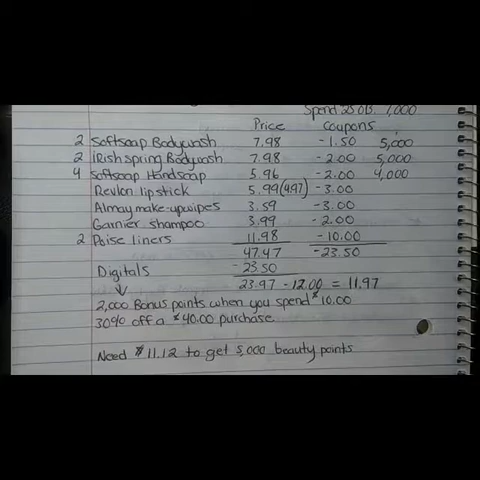 Spend 25 OB. 1,000
Price Coupons
2 Softsoap Bodywash 7.98 -1.50 5,000
2 IRish spring Bodywash 7.98 -2.00 5,000
4 Softsoap Handsoap 5.96 -2.00 4,000
Revlon lipstick 5.99 (4.97) -3.00
Almay make-upwipes 3.59 -3.00
Garnier shampoo 3.99 -2.00
2 Poise liners 11.98 -10.00
47.47 -23.50
Digitals -23.50
23.97 -12.00 = 11.97
2,000 Bonus points when you spend $10.00
30% off a $40.00 purchase
Need $11.12 to get 5,000 beauty points